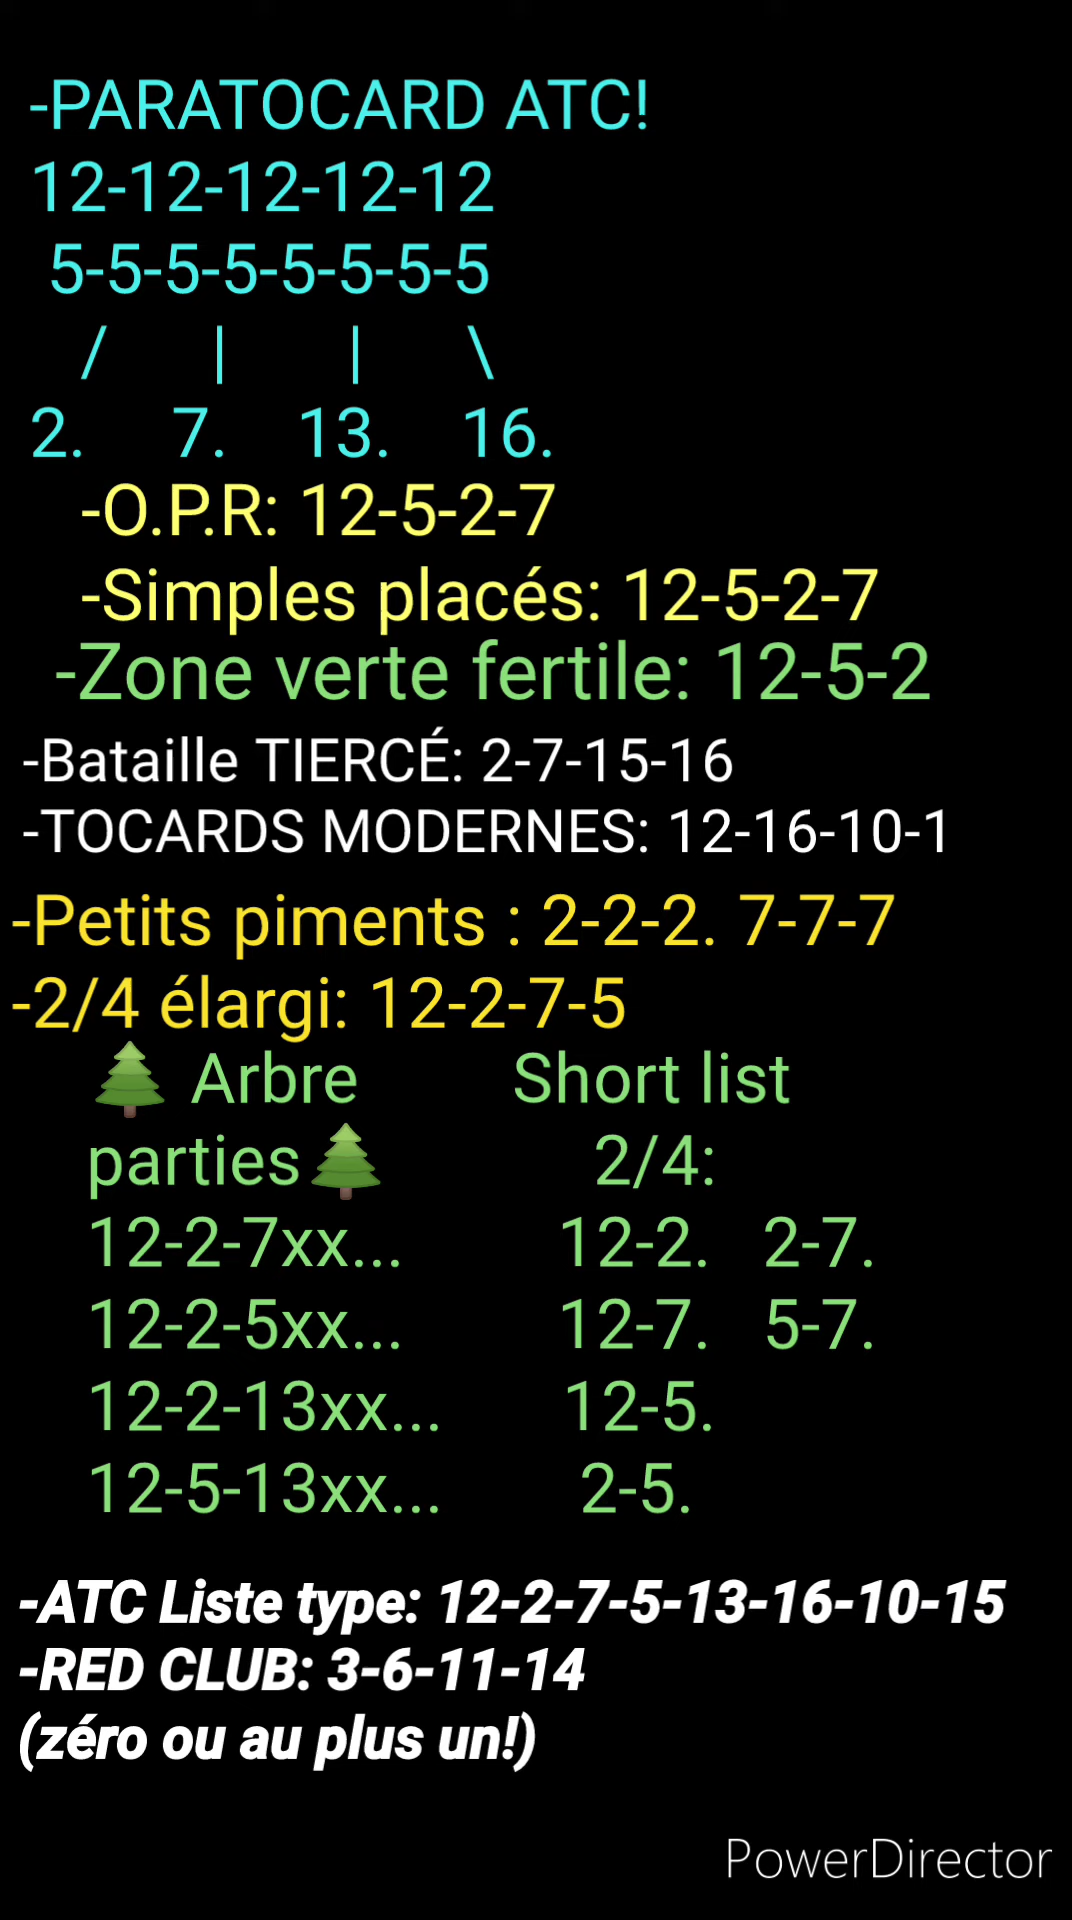 -PARATOCARD ATC!
12-12-12-12-12
5-5-5-5-5-5-5-5
/ | | \
2. 7. 13. 16.
-O.P.R: 12-5-2-7
-Simples placés: 12-5-2-7
-Zone verte fertile: 12-5-2
-Bataille TIERCÉ: 2-7-15-16
-TOCARDS MODERNES: 12-16-10-1
-Petits piments : 2-2-2. 7-7-7
-2/4 élargi: 12-2-7-5
🌲 Arbre Short list
parties🌲 2/4:
12-2-7xx... 12-2. 2-7.
12-2-5xx... 12-7. 5-7.
12-2-13xx... 12-5.
12-5-13xx... 2-5.
-ATC Liste type: 12-2-7-5-13-16-10-15
-RED CLUB: 3-6-11-14
(zéro ou au plus un!)
PowerDirector